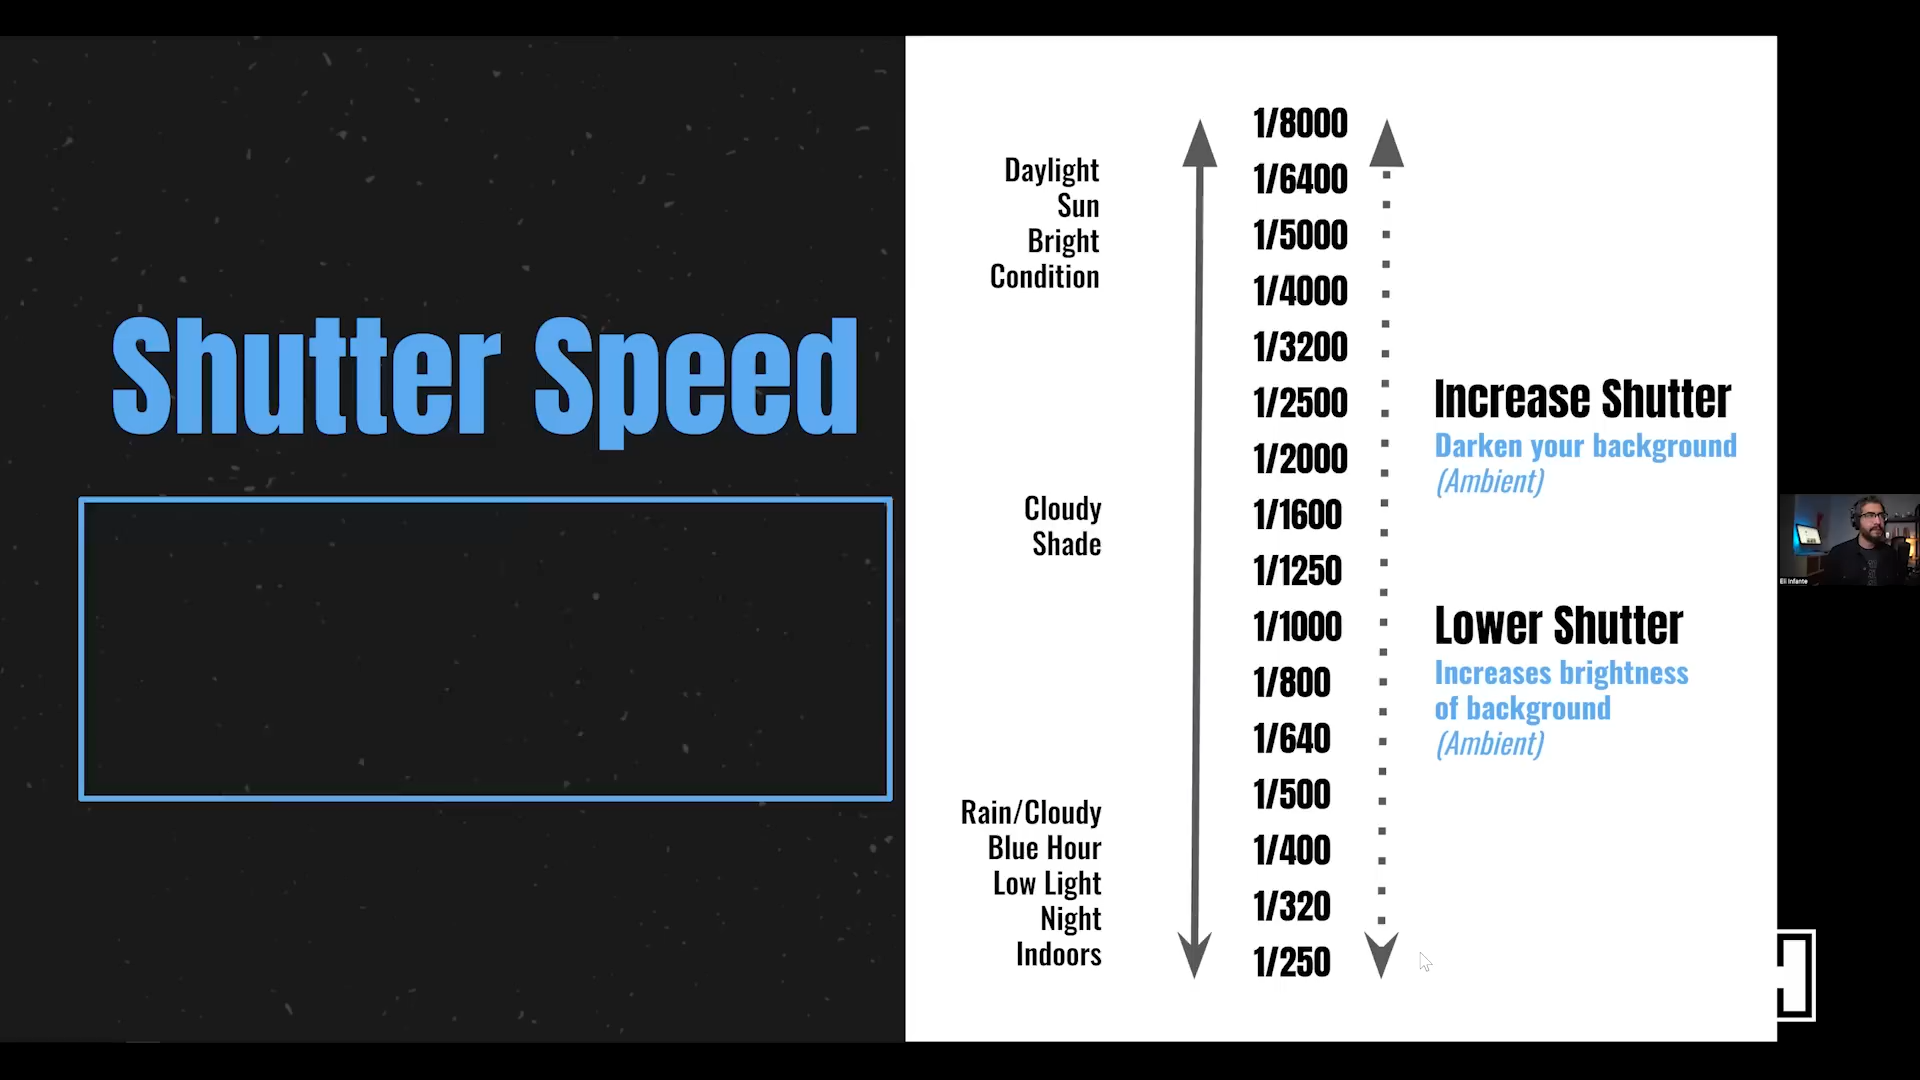 Shutter Speed
Daylight
Sun
Bright
Condition
Cloudy
Shade
Rain/Cloudy
Blue Hour
Low Light
Night
Indoors
1/8000
1/6400
1/5000
1/4000
1/3200
1/2500
1/2000
1/1600
1/1250
1/1000
1/800
1/640
1/500
1/400
1/320
1/250
Increase Shutter
Darken your background
(Ambient)
Lower Shutter
Increases brightness
of background
(Ambient)
Eli Infante